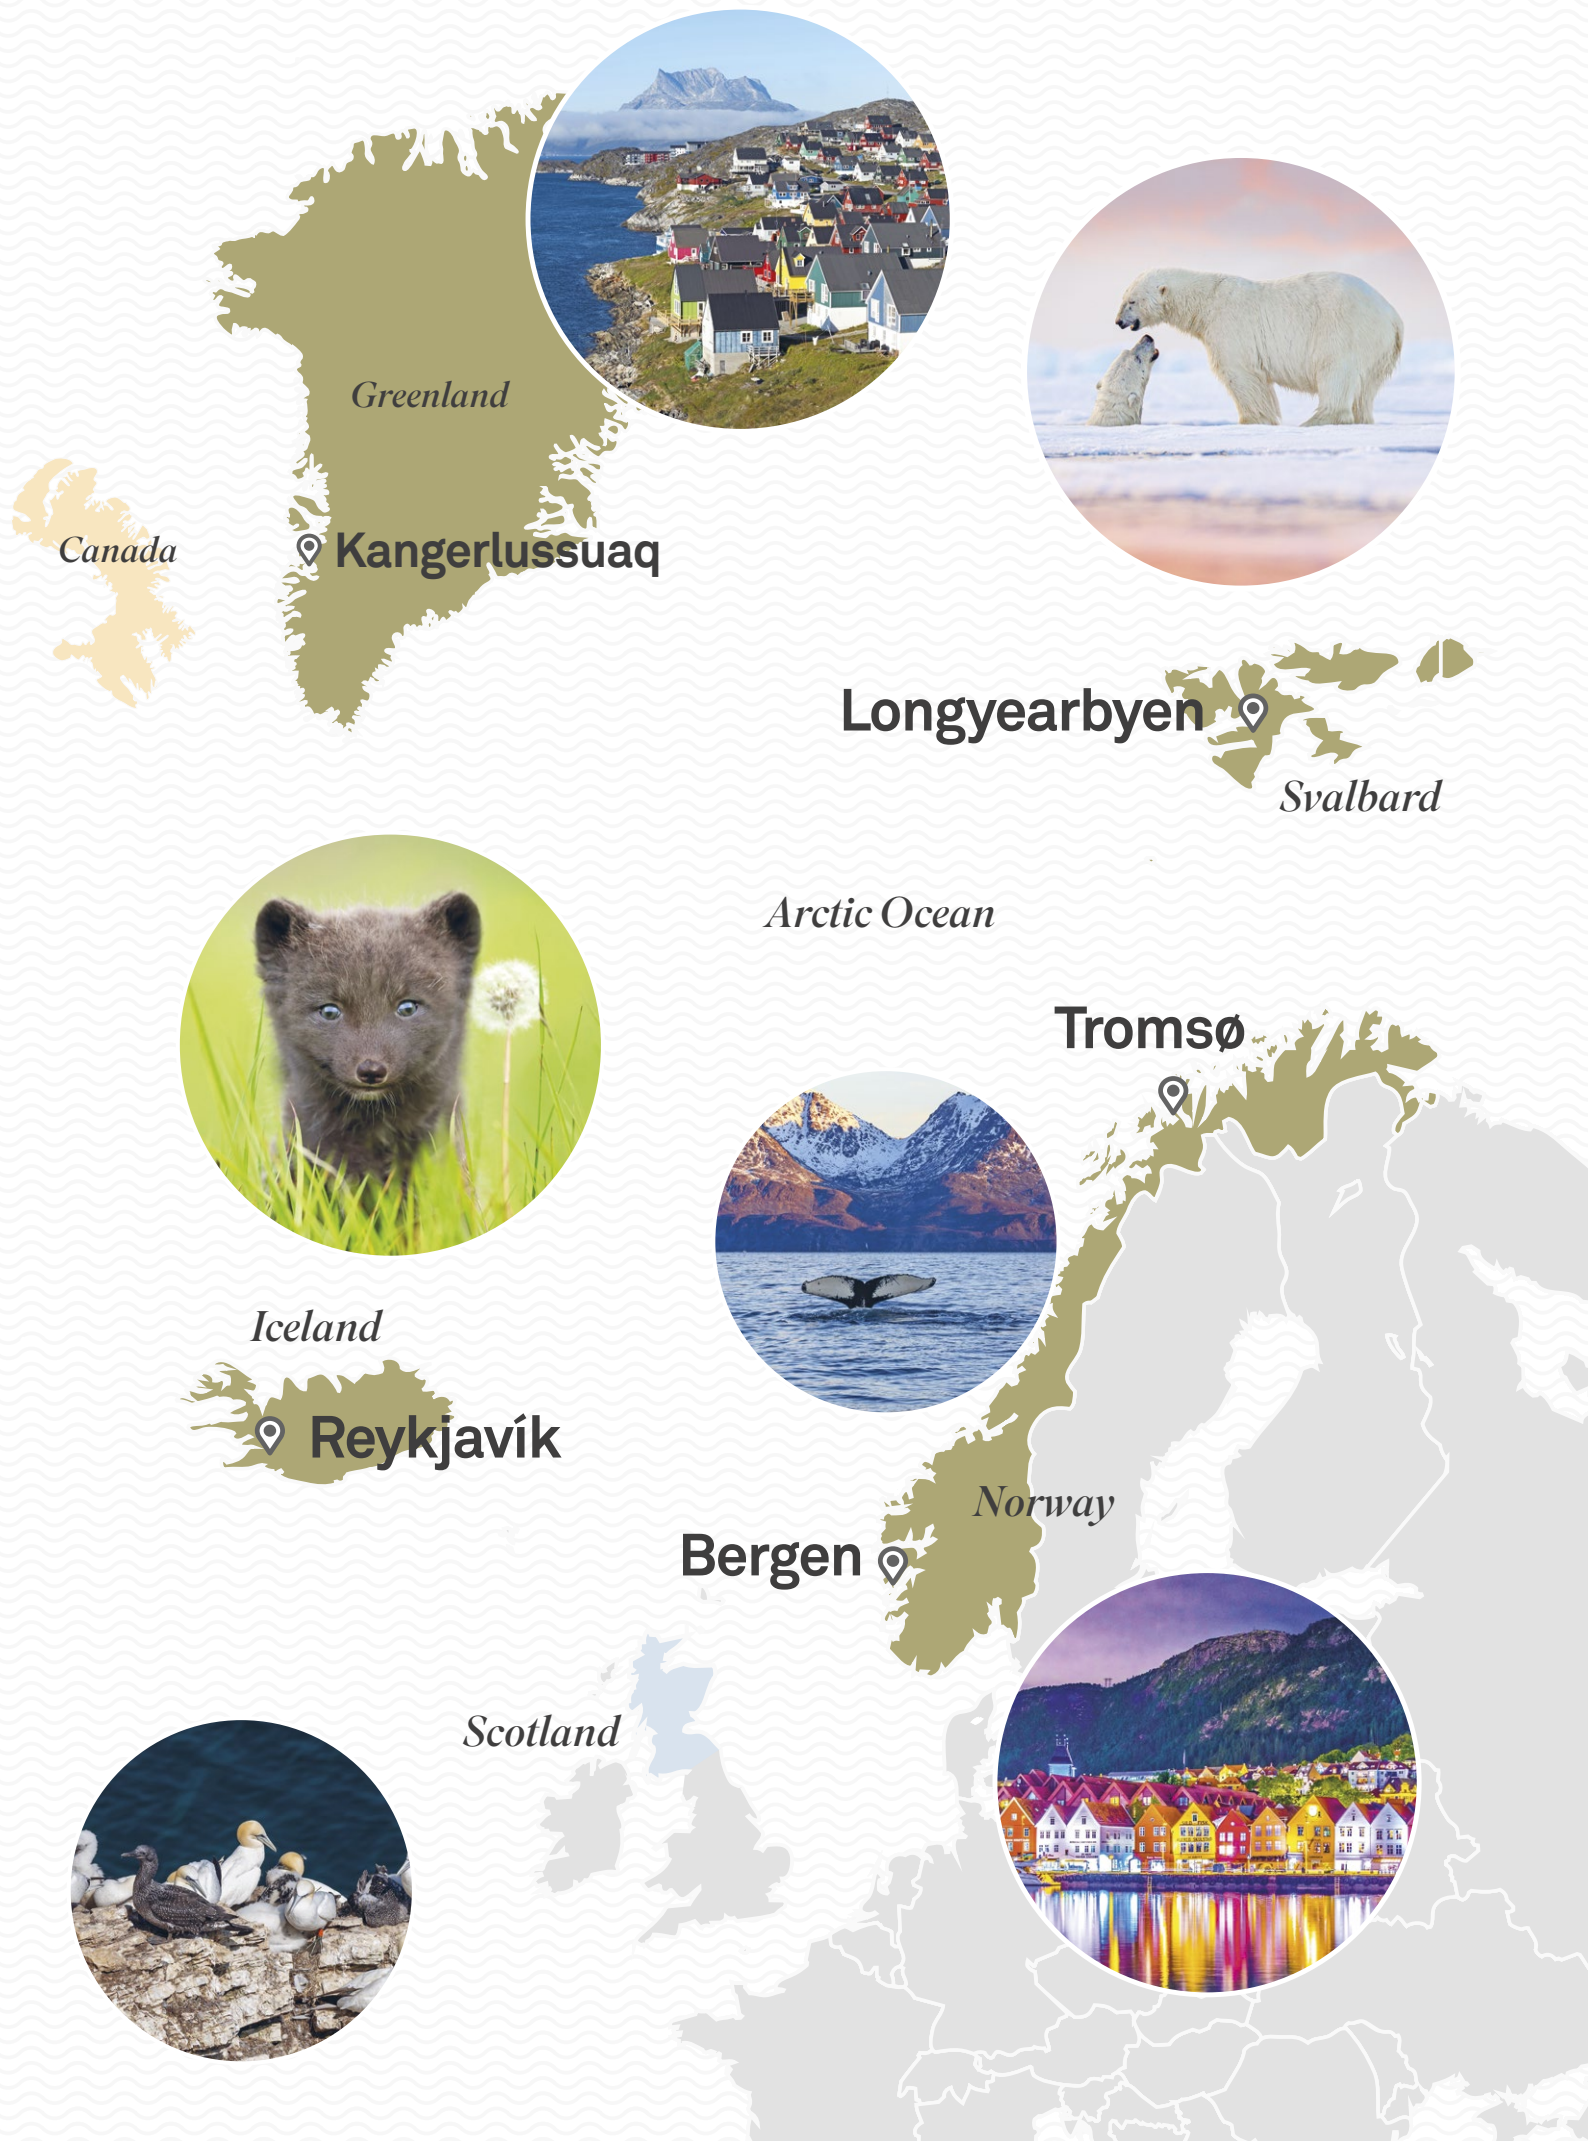 Greenland
Canada
Kangerlussuaq
Longyearbyen
Svalbard
Arctic Ocean
Tromsø
Iceland
Reykjavík
Norway
Bergen
Scotland